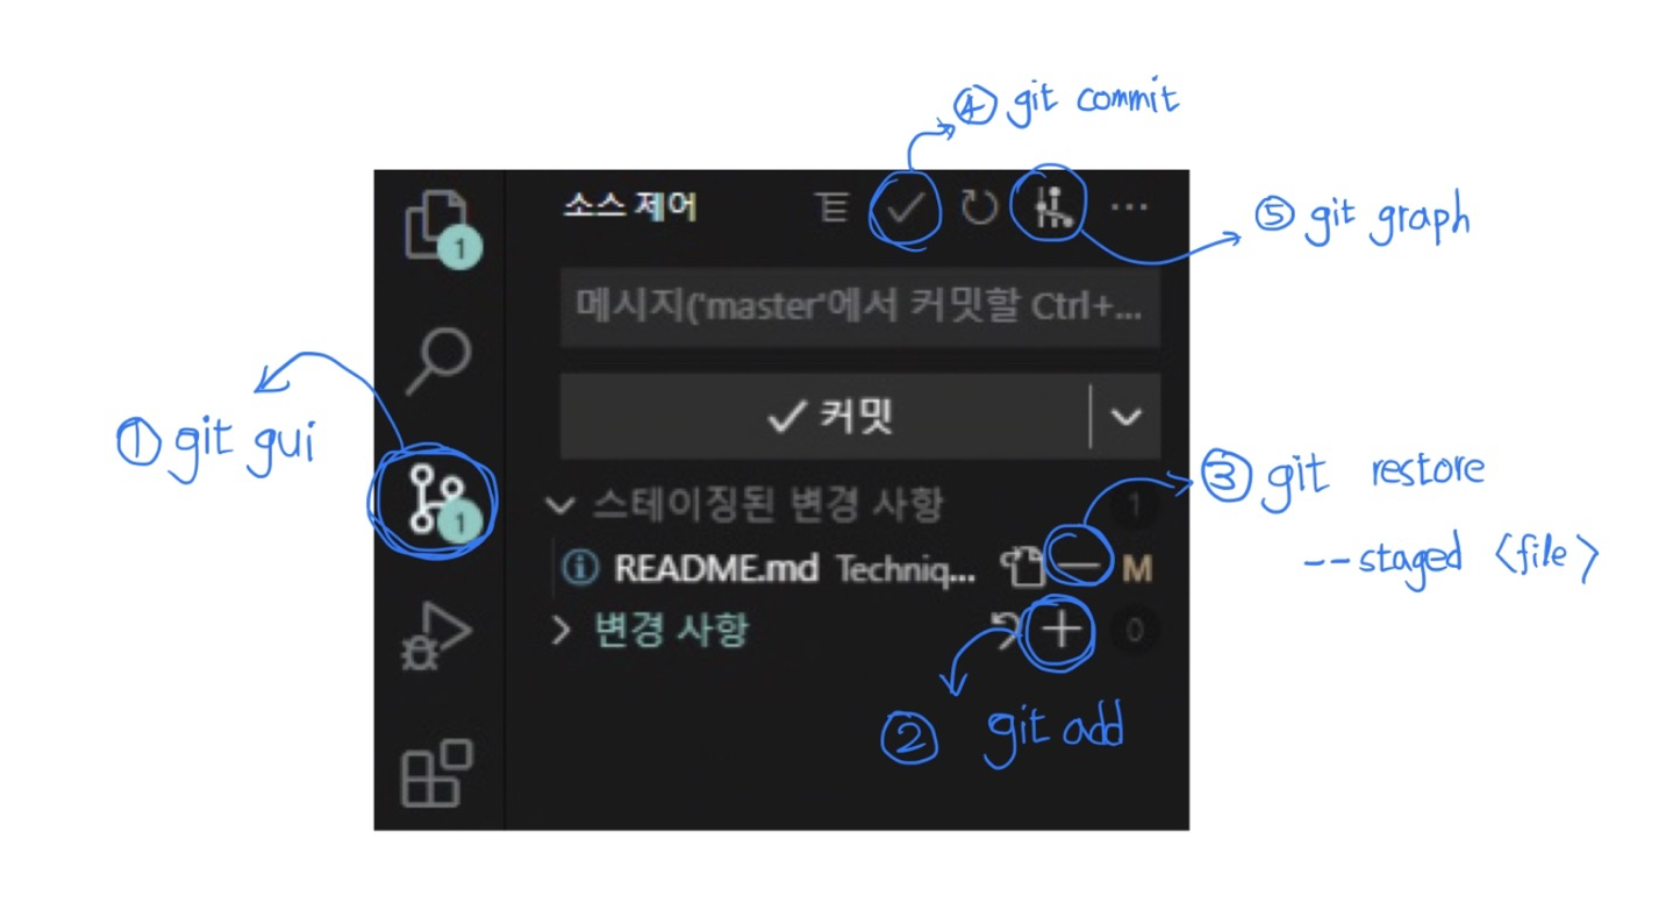 ④ git commit
소스 제어
⑤ git graph
1
메시지('master'에서 커밋할 Ctrl+...
커밋
① git gui
③ git restore
--staged <file>
스테이징된 변경 사항 1
1
README.md Techniq... M
변경 사항 0
② git add